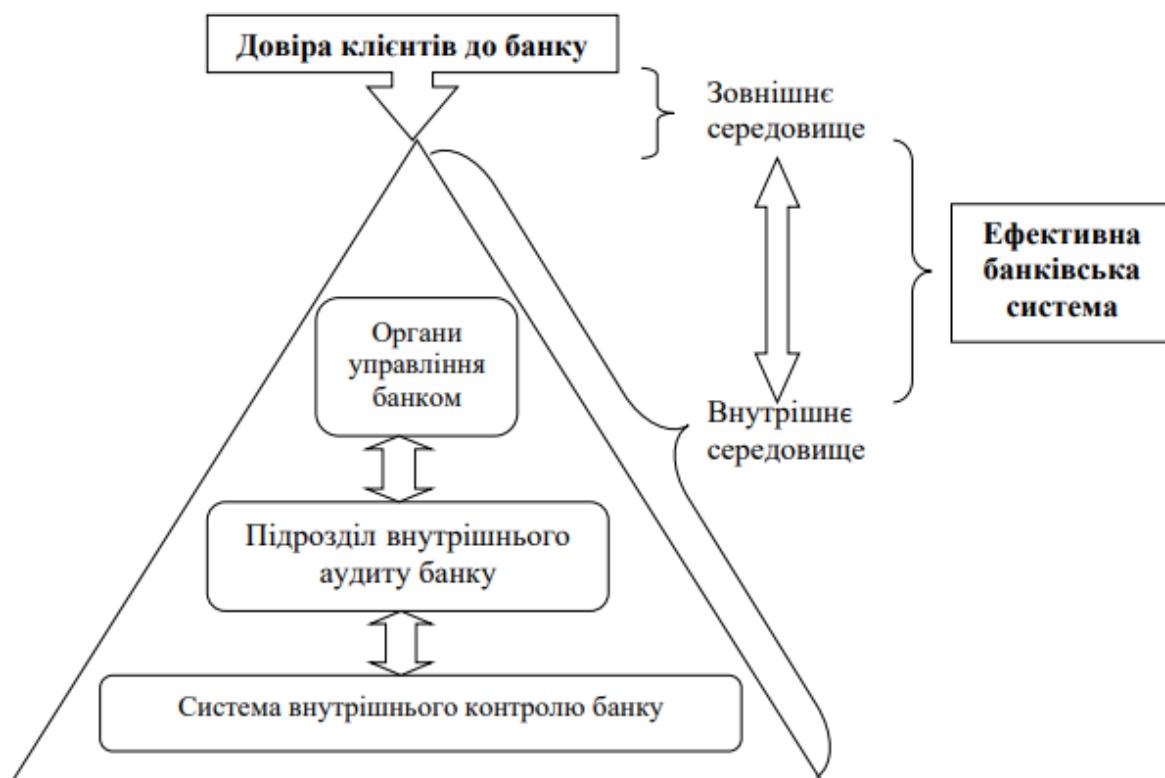 Довіра клієнтів до банку
Зовнішнє
середовище
Ефективна
банківська
система
Органи
управління
банком
Внутрішнє
середовище
Підрозділ внутрішнього
аудиту банку
Система внутрішнього контролю банку